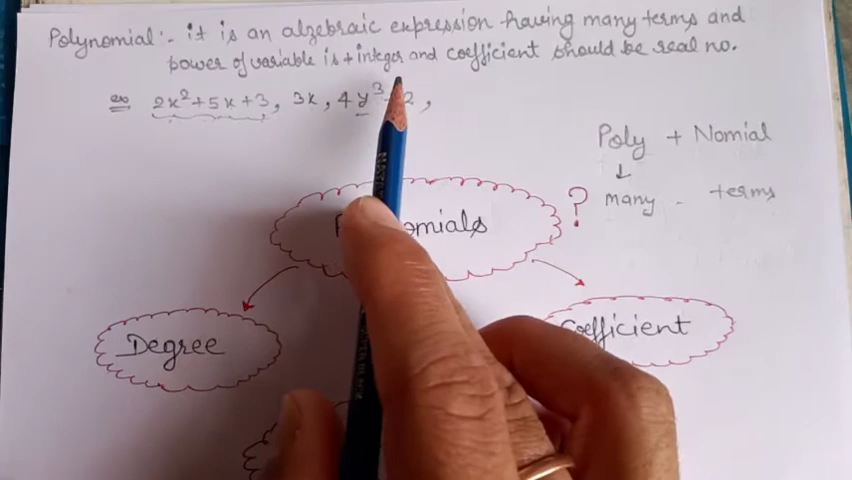 Polynomial:- it is an algebraic expression having many terms and
power of variable is + integer and coefficient should be real no.
ex 2x²+5x+3, 3x, 4y³-2,
Poly + Nomial
↓
many - terms
?
Degree
Coefficient